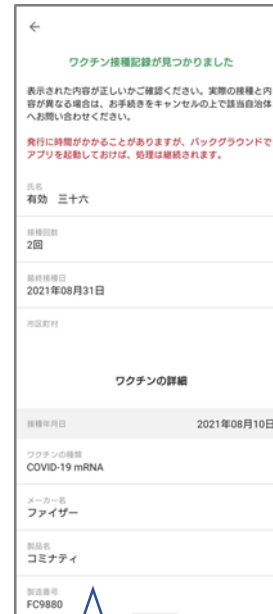 ワクチン接種記録が見つかりました
表示された内容が正しいかご確認ください。実際の接種と内
容が異なる場合は、お手続きをキャンセルの上で該当自治体
へお問い合わせください。
発行に時間がかかることがありますが、バックグラウンドで
アプリを起動しておけば、処理は継続されます。
氏名
有効 三十六
接種回数
2回
最終接種日
2021年08月31日
市区町村
ワクチンの詳細
接種年月日 2021年08月10日
ワクチンの種類
COVID-19 mRNA
メーカー名
ファイザー
製品名
コミナティ
製造番号
FC9880